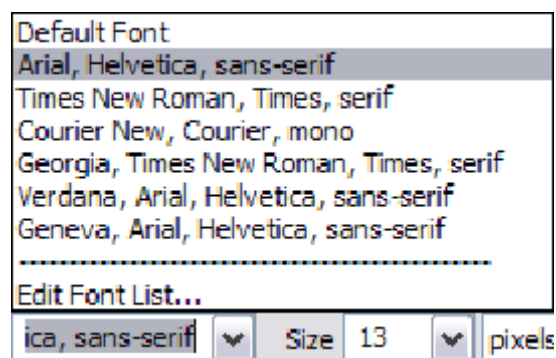 Default Font
Arial, Helvetica, sans-serif
Times New Roman, Times, serif
Courier New, Courier, mono
Georgia, Times New Roman, Times, serif
Verdana, Arial, Helvetica, sans-serif
Geneva, Arial, Helvetica, sans-serif
Edit Font List...
ica, sans-serif Size 13 pixels